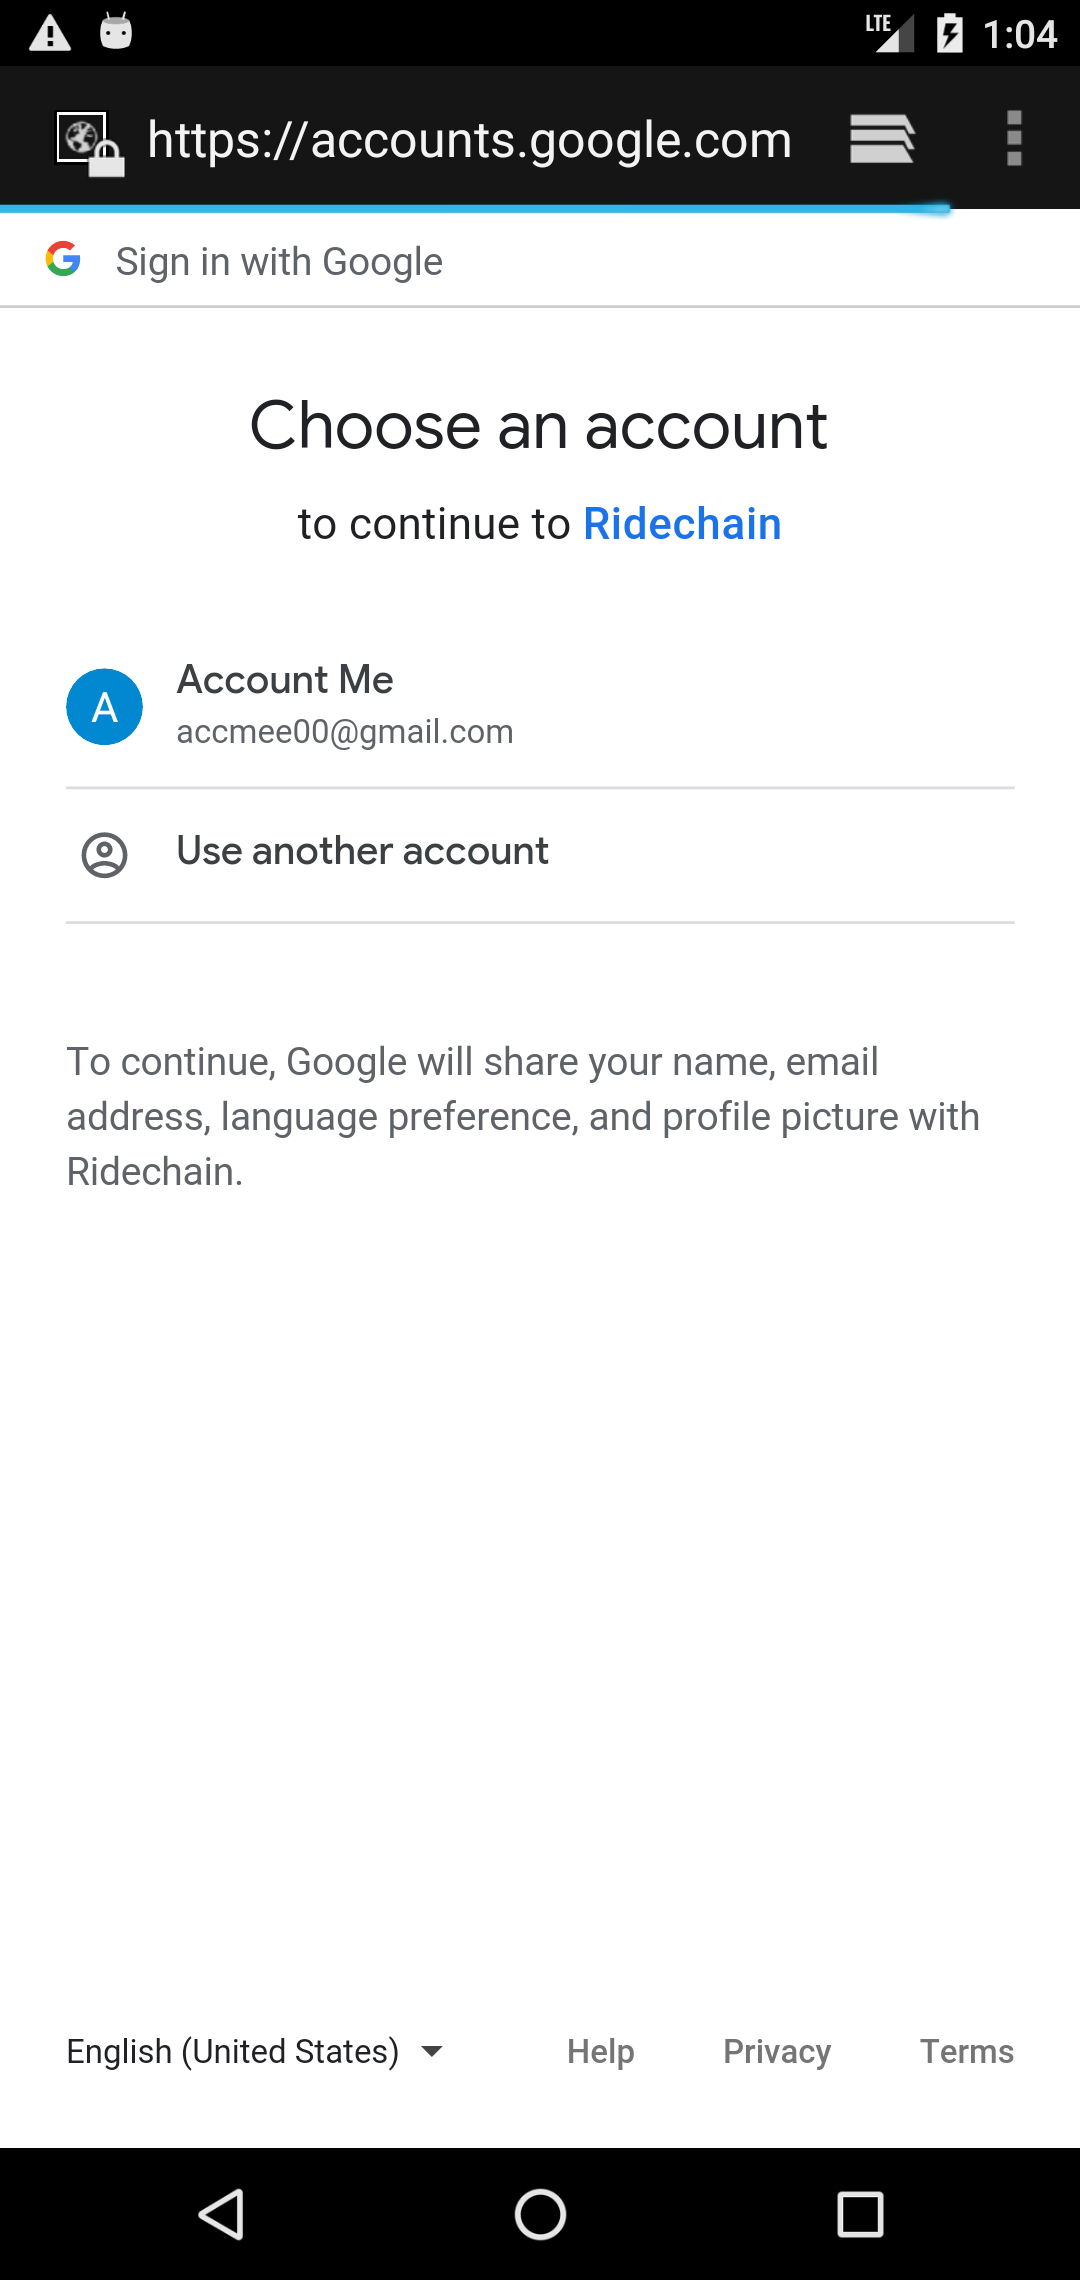 LTE 1:04
https://accounts.google.com
Sign in with Google
Choose an account
to continue to Ridechain
A
Account Me
accmee00@gmail.com
Use another account
To continue, Google will share your name, email
address, language preference, and profile picture with
Ridechain.
English (United States) Help Privacy Terms